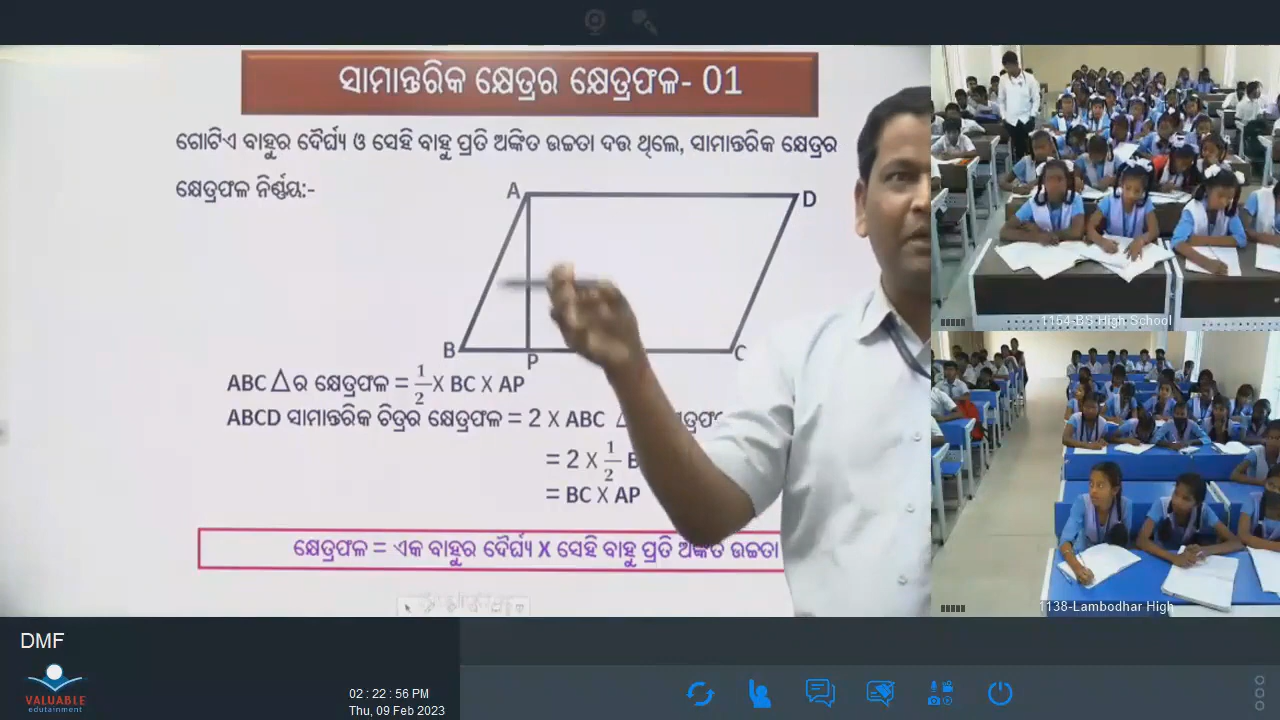 ସାମାନ୍ତରିକ କ୍ଷେତ୍ରର କ୍ଷେତ୍ରଫଳ- 01
ଗୋଟିଏ ବାହୁର ଦୈର୍ଘ୍ୟ ଓ ସେହି ବାହୁ ପ୍ରତି ଅଙ୍କିତ ଉଚ୍ଚତା ଦତ୍ତ ଥିଲେ, ସାମାନ୍ତରିକ କ୍ଷେତ୍ରର
କ୍ଷେତ୍ରଫଳ ନିର୍ଣ୍ଣୟ:-
A
D
B
P
C
ABC △ର କ୍ଷେତ୍ରଫଳ = 1/2 X BC X AP
ABCD ସାମାନ୍ତରିକ ଚିତ୍ରର କ୍ଷେତ୍ରଫଳ = 2 X ABC
= 2 X 1/2 B
= BC X AP
କ୍ଷେତ୍ରଫଳ = ଏକ ବାହୁର ଦୈର୍ଘ୍ୟ X ସେହି ବାହୁ ପ୍ରତି ଅଙ୍କିତ ଉଚ୍ଚତା
1154-BS High School
1138-Lambodhar High
DMF
VALUABLE
edutainment
02 : 22 : 56 PM
Thu, 09 Feb 2023